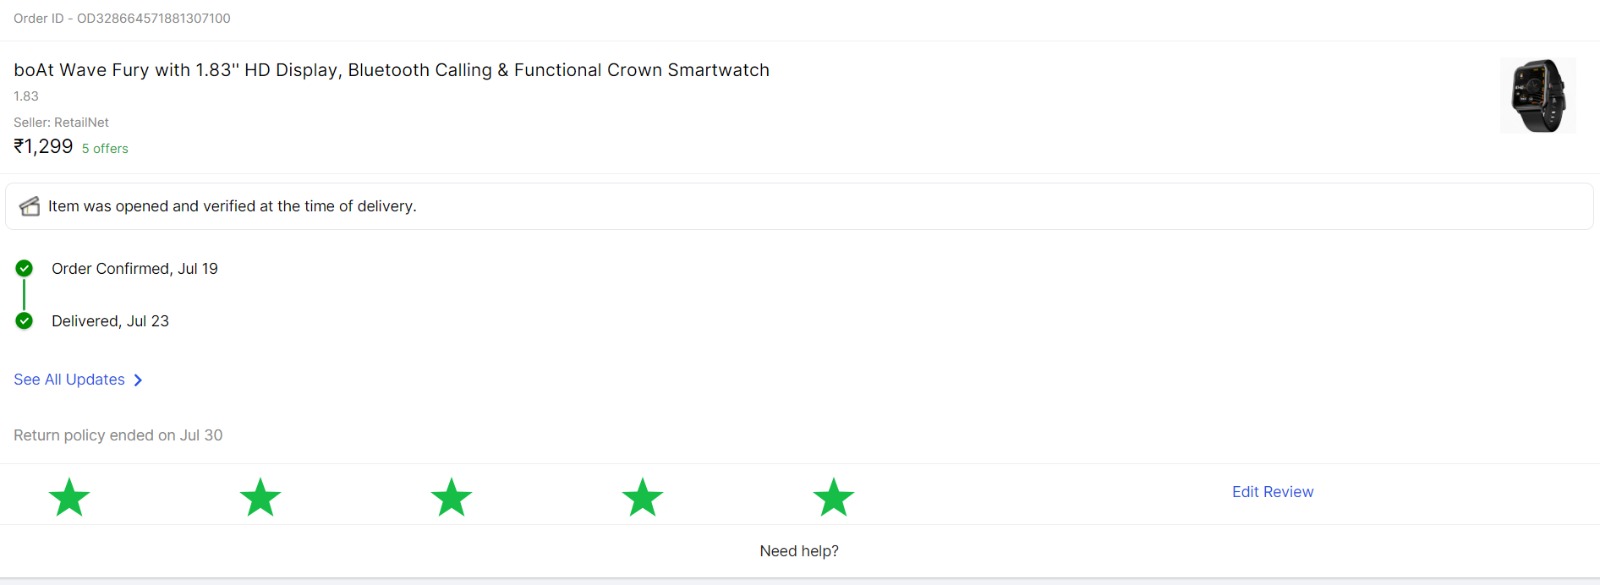 Order ID - OD328664571881307100
boAt Wave Fury with 1.83'' HD Display, Bluetooth Calling & Functional Crown Smartwatch
1.83
Seller: RetailNet
₹1,299 5 offers
Item was opened and verified at the time of delivery.
Order Confirmed, Jul 19
Delivered, Jul 23
See All Updates
Return policy ended on Jul 30
Edit Review
Need help?